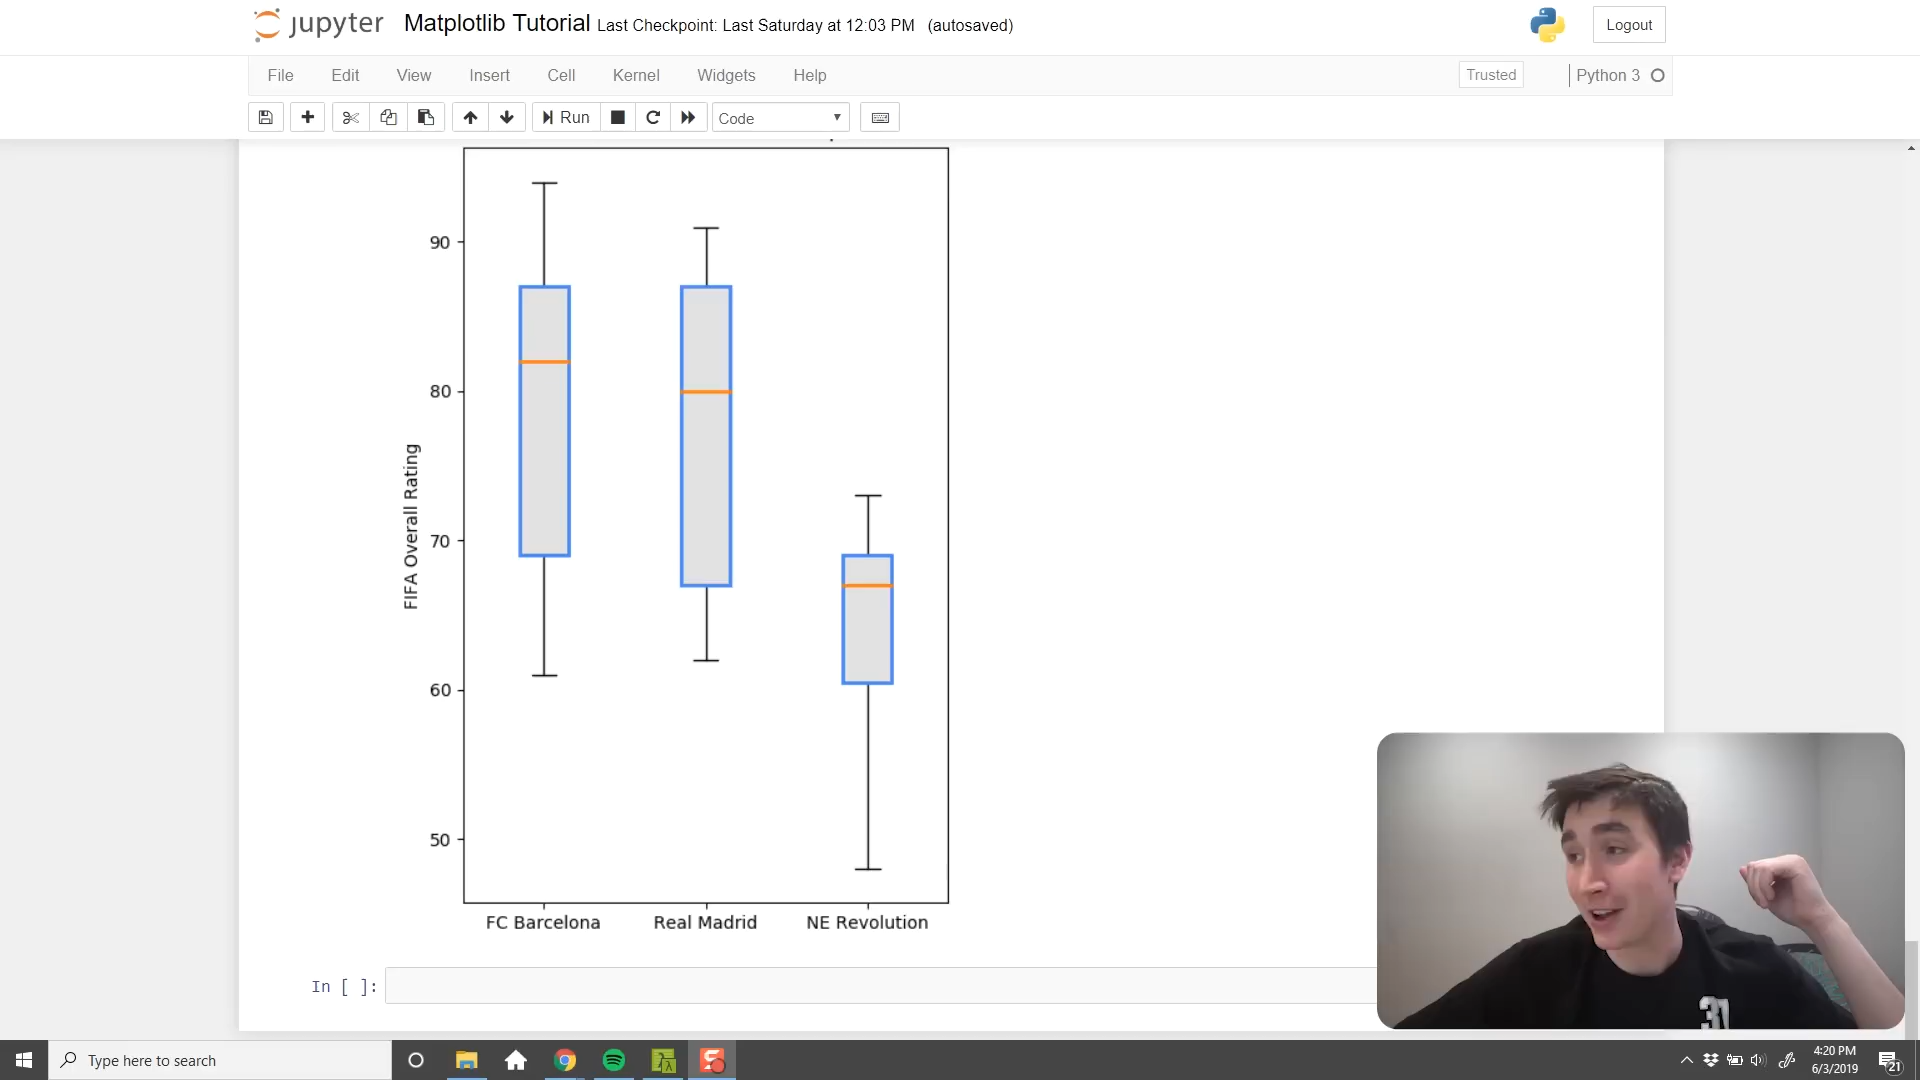 jupyter Matplotlib Tutorial Last Checkpoint: Last Saturday at 12:03 PM (autosaved)
Logout
File Edit View Insert Cell Kernel Widgets Help
Trusted Python 3
Run Code
90
80
70
60
50
FIFA Overall Rating
FC Barcelona Real Madrid NE Revolution
In [ ]:
31
Type here to search
4:20 PM
6/3/2019
21